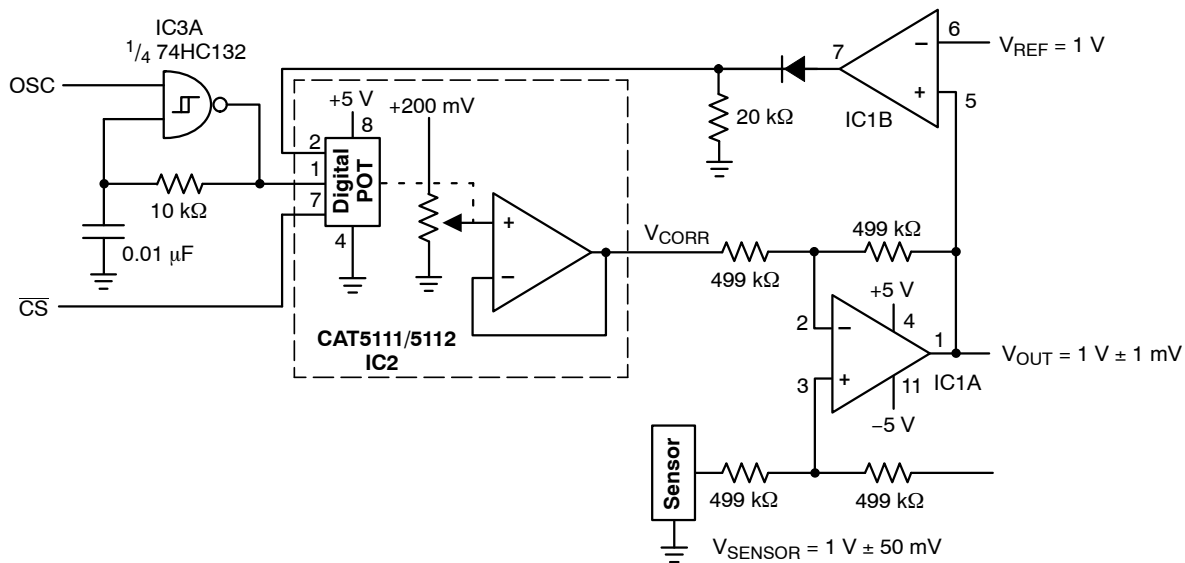 IC3A
1/4 74HC132
OSC
10 kΩ
0.01 μF
CS
+5 V
8
+200 mV
2
1
7
4
Digital
POT
+
−
CAT5111/5112
IC2
VCORR
499 kΩ
499 kΩ
20 kΩ
7
−
+
6
5
IC1B
VREF = 1 V
+5 V
4
2
−
3
+
1
11
−5 V
IC1A
VOUT = 1 V ± 1 mV
Sensor
499 kΩ
499 kΩ
VSENSOR = 1 V ± 50 mV